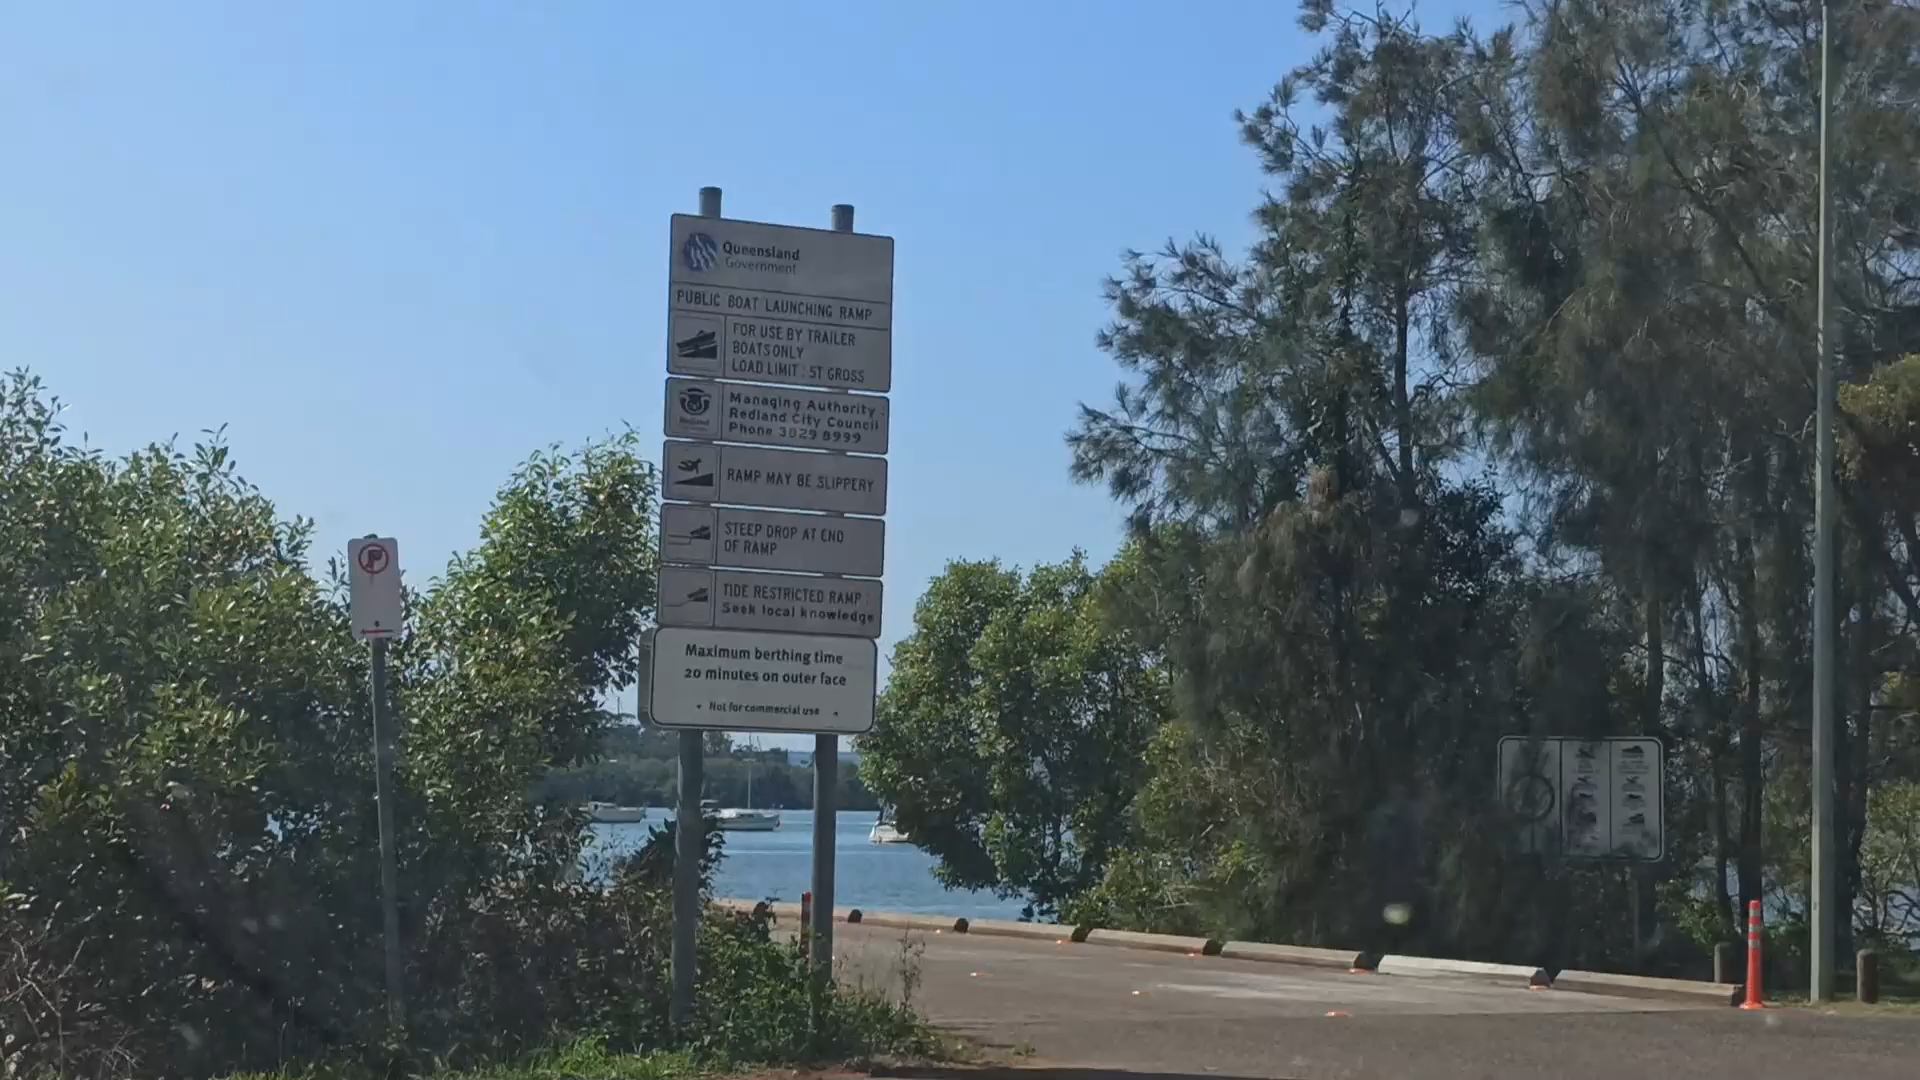 Queensland
Government
PUBLIC BOAT LAUNCHING RAMP
FOR USE BY TRAILER
BOATS ONLY
LOAD LIMIT : 5T GROSS
Managing Authority :
Redland City Council
Phone 3829 8999
RAMP MAY BE SLIPPERY
STEEP DROP AT END
OF RAMP
TIDE RESTRICTED RAMP :
Seek local knowledge
Maximum berthing time
20 minutes on outer face
• Not for commercial use •